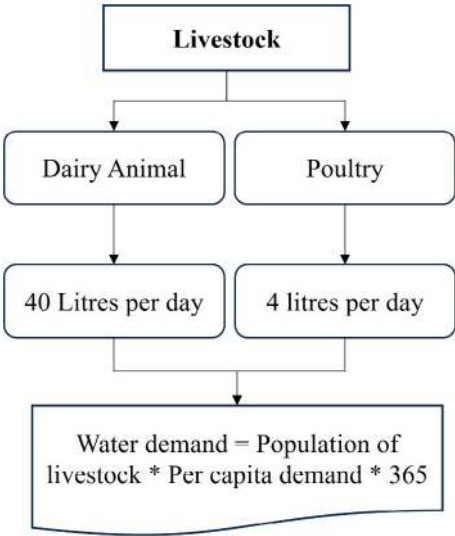 Livestock
Dairy Animal
Poultry
40 Litres per day
4 litres per day
Water demand = Population of
livestock * Per capita demand * 365